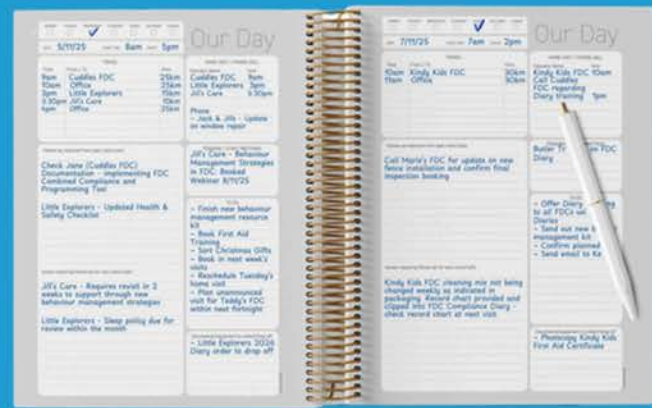 Our Day
5/11/25 8am 5pm
9am Cuddles FDC 25km
10am Office 25km
3pm Little Explorers 15km
3:30pm Jill's Care 10km
4pm Office 25km
Cuddles FDC 9am
Little Explorers 3pm
Jill's Care 3:30pm
Phone
- Jack & Jills - Update
on window repair
Check Jane (Cuddles FDC)
Documentation - implementing FDC
Combined Compliance and
Programming Tool
Little Explorers - Updated Health &
Safety Checklist
Jill's Care - Behaviour
Management Strategies
in FDC. Booked
Webinar 8/11/25
- Finish new behaviour
management resource
kit
- Book First Aid
Training
- Sort Christmas Gifts
- Book in next week's
visits
- Reschedule Tuesday's
home visit
- Plan unannounced
visit for Teddy's FDC
within next fortnight
Jill's Care - Requires revisit in 2
weeks to support through new
behaviour management strategies
Little Explorers - Sleep policy due for
review within the month
- Little Explorers 2026
Diary order to drop off
Our Day
7/11/25 7am 2pm
10am Kindy Kids FDC 30km
11am Office 30km
Kindy Kids FDC 10am
Call Cuddles
FDC regarding
Diary training 1pm
Call Maria's FDC for update on new
fence installation and confirm final
inspection booking
Butler FDC
Diary
- Offer Diary
to all FDCs
Diaries
- Send out new
management kit
- Confirm planned
- Send email to
Kindy Kids FDC cleaning mix not being
changed weekly as indicated in
packaging. Record chart provided and
clipped into FDC Compliance Diary -
check record chart at next visit
- Photocopy Kindy Kids
First Aid Certificate